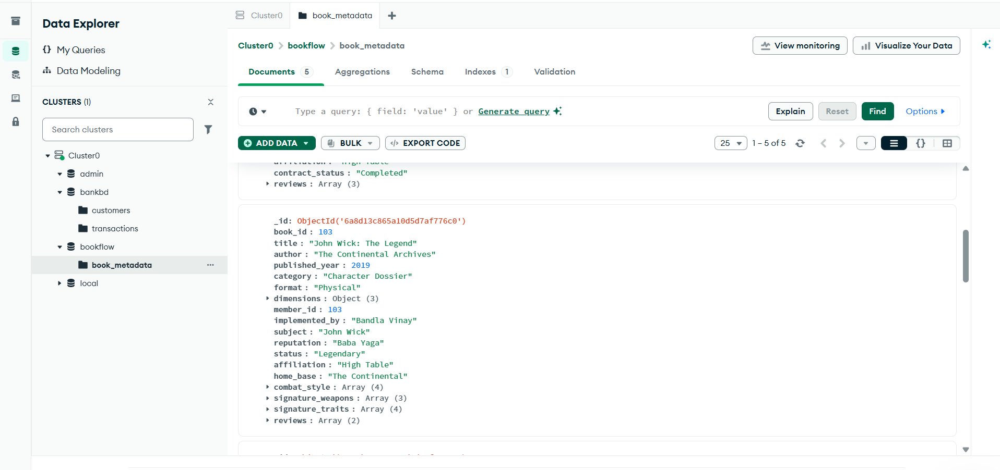 Cluster0
book_metadata
Data Explorer
My Queries
Data Modeling
CLUSTERS (1)
Search clusters
Cluster0
admin
bankbd
customers
transactions
bookflow
book_metadata
local
Cluster0 > bookflow > book_metadata
View monitoring
Visualize Your Data
Documents 5
Aggregations
Schema
Indexes 1
Validation
Type a query: { field: 'value' } or Generate query
Explain
Reset
Find
Options
ADD DATA
BULK
EXPORT CODE
25
1 – 5 of 5
affiliation : "High Table"
contract_status : "Completed"
reviews : Array (3)
_id: ObjectId('6a8d13c865a10d5d7af776c0')
book_id : 103
title : "John Wick: The Legend"
author : "The Continental Archives"
published_year : 2019
category : "Character Dossier"
format : "Physical"
dimensions : Object (3)
member_id : 103
implemented_by : "Bandla Vinay"
subject : "John Wick"
reputation : "Baba Yaga"
status : "Legendary"
affiliation : "High Table"
home_base : "The Continental"
combat_style : Array (4)
signature_weapons : Array (3)
signature_traits : Array (4)
reviews : Array (2)